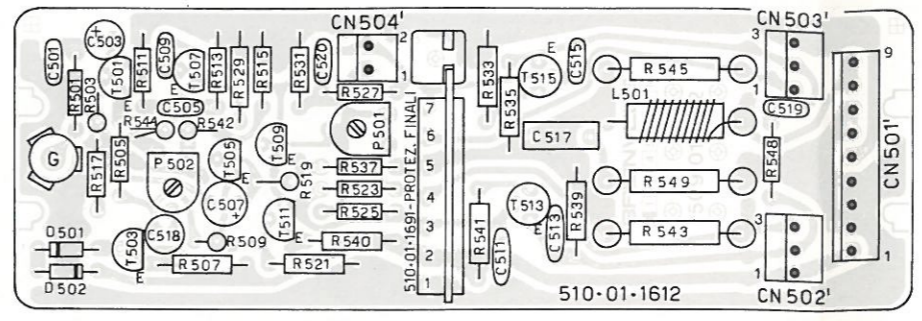 CN504'
CN503'
C501
C503
R501
R503
T501
R511
C509
T507
R513
R529
R515
R531
C520
2
1
R527
C505
E
E
R544
R542
G
R517
R505
P502
T505
E
T509
E
R519
P501
R537
R523
R525
C507
T511
E
D501
D502
T503
E
C518
R509
R507
R521
R540
7
6
5
4
3
2
1
510-01-1691-PROTEZ. FINALI
R533
R535
E
T515
C515
R545
L501
C517
3
1
C519
R548
9
CN501'
1
R549
T513
E
C513
R539
R541
C511
R543
3
1
510-01-1612
CN502'